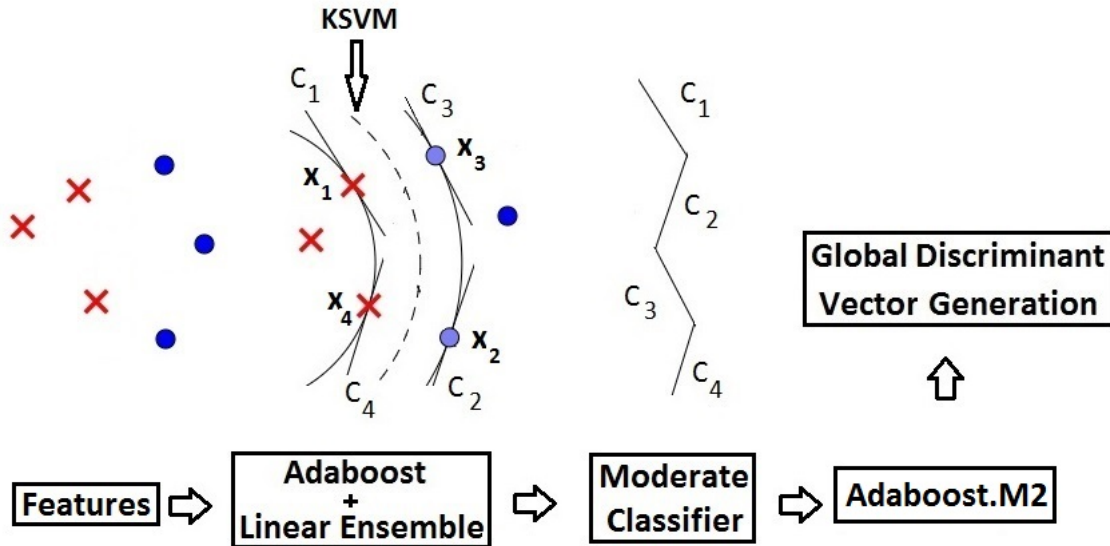 KSVM
C1
C3
X1
X3
X4
X2
C4
C2
C1
C2
C3
C4
Global Discriminant
Vector Generation
Features
Adaboost
+
Linear Ensemble
Moderate
Classifier
Adaboost.M2